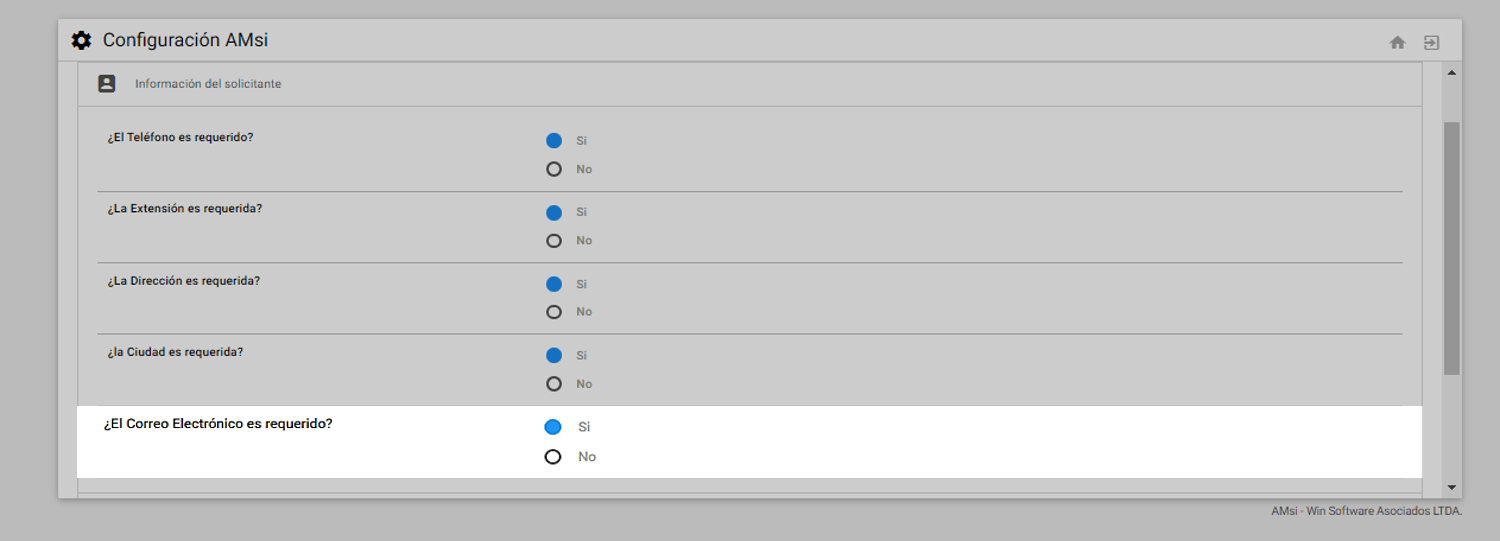 Configuración AMsi
Información del solicitante
¿El Teléfono es requerido?
Si
No
¿La Extensión es requerida?
Si
No
¿La Dirección es requerida?
Si
No
¿la Ciudad es requerida?
Si
No
¿El Correo Electrónico es requerido?
Si
No
AMsi - Win Software Asociados LTDA.